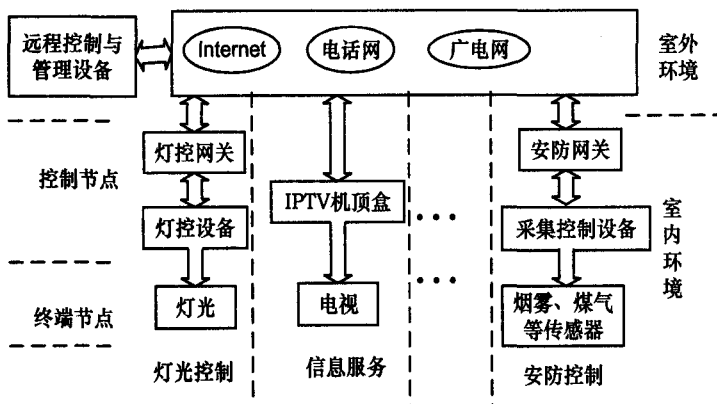 远程控制与
管理设备
Internet
电话网
广电网
室外
环境
控制节点
灯控网关
安防网关
灯控设备
IPTV机顶盒
采集控制设备
室内环境
终端节点
灯光
电视
烟雾、煤气
等传感器
灯光控制
信息服务
安防控制